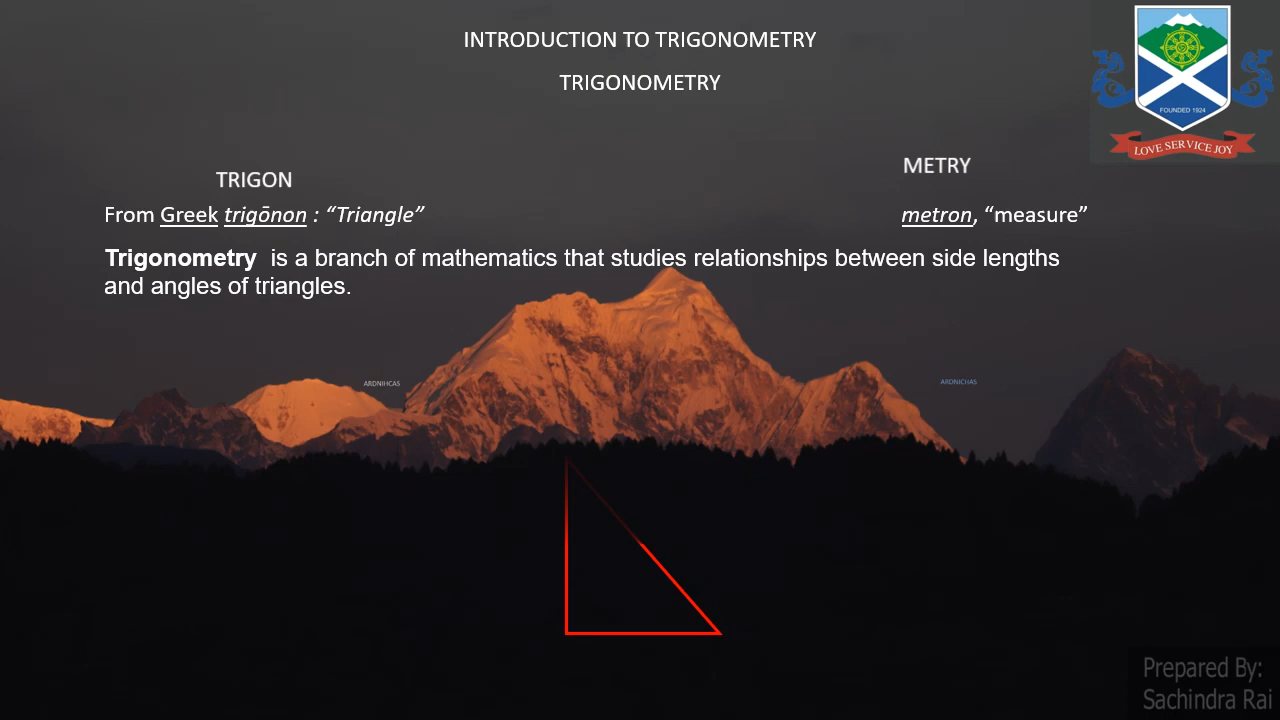 INTRODUCTION TO TRIGONOMETRY
TRIGONOMETRY
FOUNDED 1924
LOVE SERVICE JOY
TRIGON
METRY
From Greek trigōnon : “Triangle”
metron, “measure”
Trigonometry is a branch of mathematics that studies relationships between side lengths
and angles of triangles.
ARDNIHCAS
ARDNICHAS
Prepared By:
Sachindra Rai